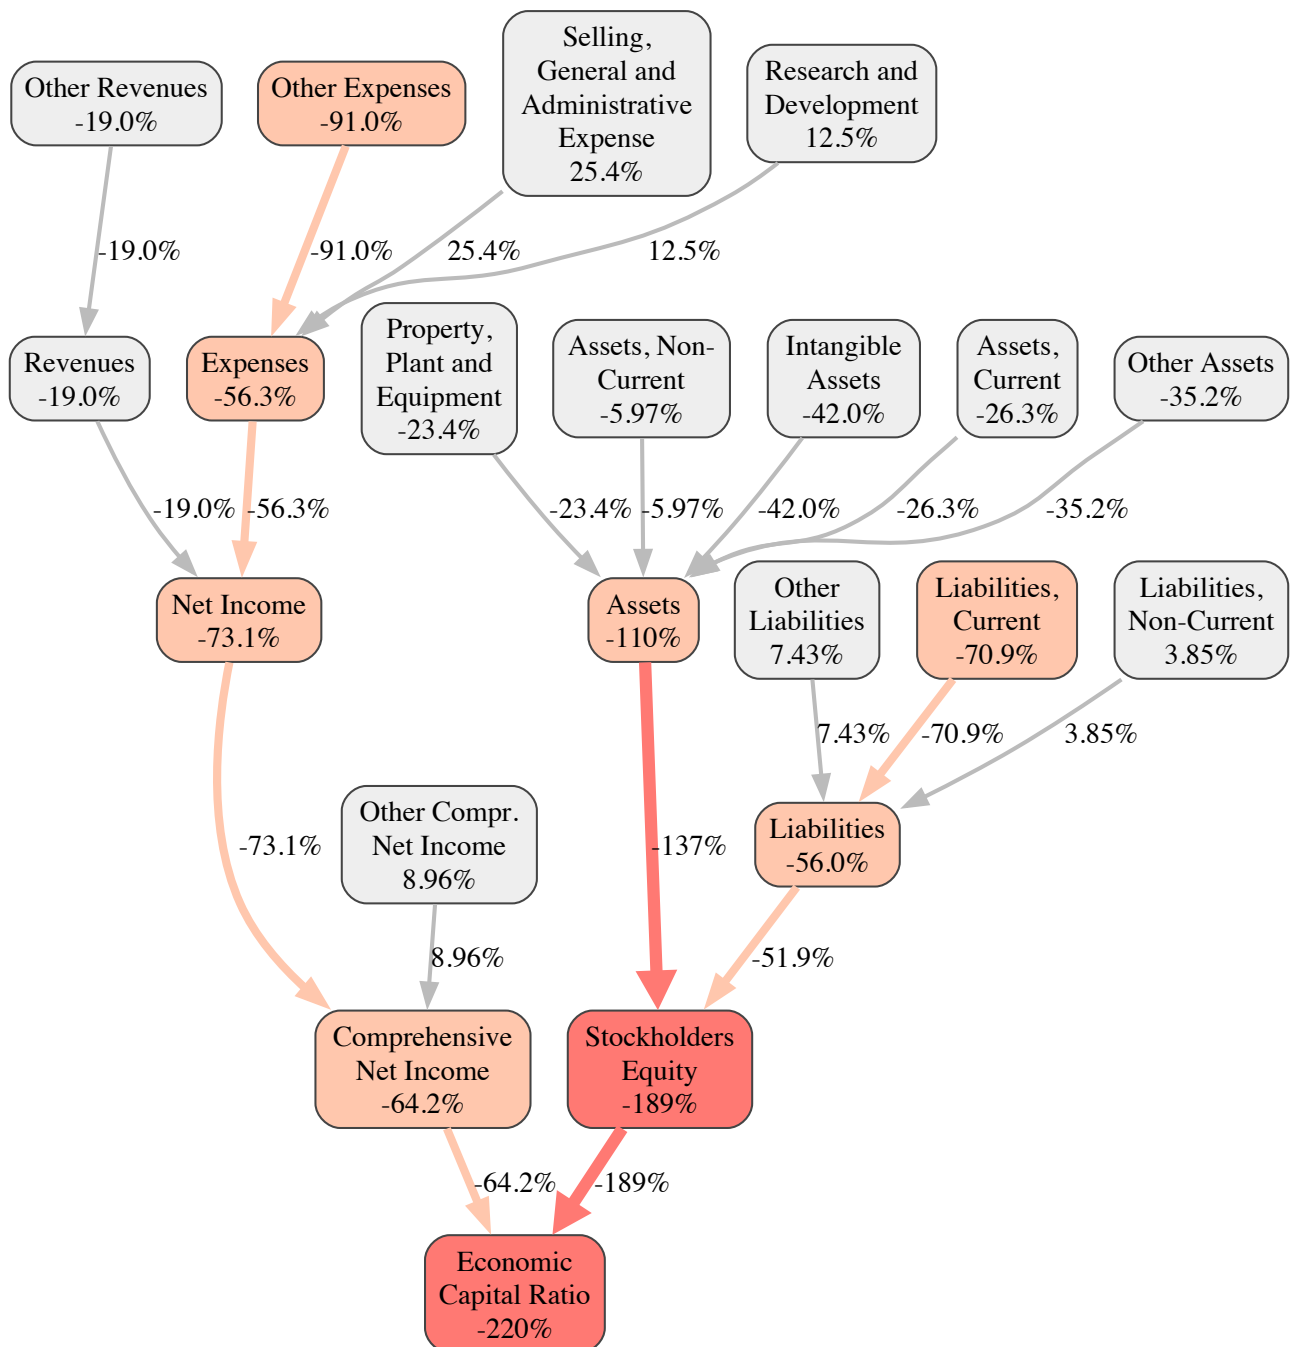 Selling,
General and
Administrative
Expense
25.4%
Other Revenues
-19.0%
Other Expenses
-91.0%
Research and
Development
12.5%
-19.0%
-91.0%
25.4%
12.5%
Revenues
-19.0%
Expenses
-56.3%
Property,
Plant and
Equipment
-23.4%
Assets, Non-
Current
-5.97%
Intangible
Assets
-42.0%
Assets,
Current
-26.3%
Other Assets
-35.2%
-19.0%
-56.3%
-23.4%
-5.97%
-42.0%
-26.3%
-35.2%
Net Income
-73.1%
Assets
-110%
Other
Liabilities
7.43%
Liabilities,
Current
-70.9%
Liabilities,
Non-Current
3.85%
7.43%
-70.9%
3.85%
-73.1%
Other Compr.
Net Income
8.96%
-137%
Liabilities
-56.0%
8.96%
-51.9%
Comprehensive
Net Income
-64.2%
Stockholders
Equity
-189%
-64.2%
-189%
Economic
Capital Ratio
-220%